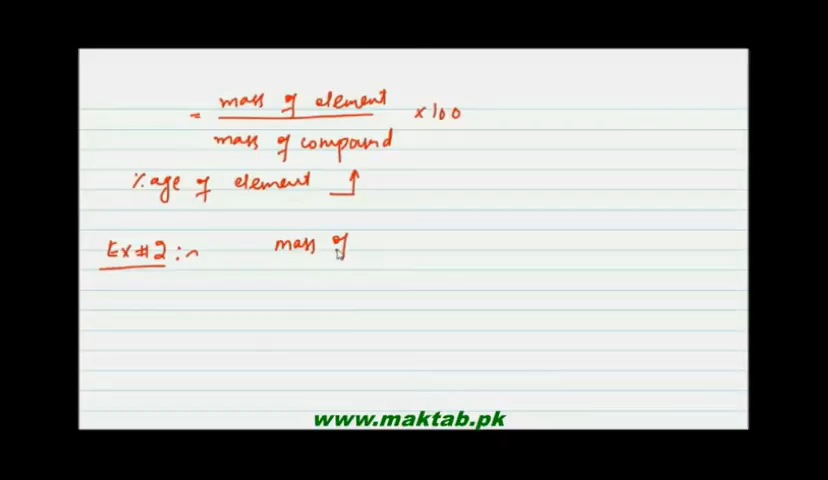 = mass of element / mass of compound × 100
%age of element
Ex#2:~ mass of
www.maktab.pk